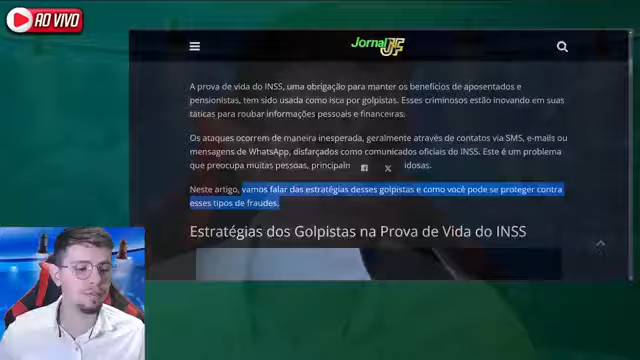 AO VIVO
Jornal JF
A prova de vida do INSS, uma obrigação para manter os benefícios de aposentados e
pensionistas, tem sido usada como isca por golpistas. Esses criminosos estão inovando em suas
táticas para roubar informações pessoais e financeiras.
Os ataques ocorrem de maneira inesperada, geralmente através de contatos via SMS, e-mails ou
mensagens de WhatsApp, disfarçados como comunicados oficiais do INSS. Este é um problema
que preocupa muitas pessoas, principalm idosas.
Neste artigo, vamos falar das estratégias desses golpistas e como você pode se proteger contra
esses tipos de fraudes.
Estratégias dos Golpistas na Prova de Vida do INSS